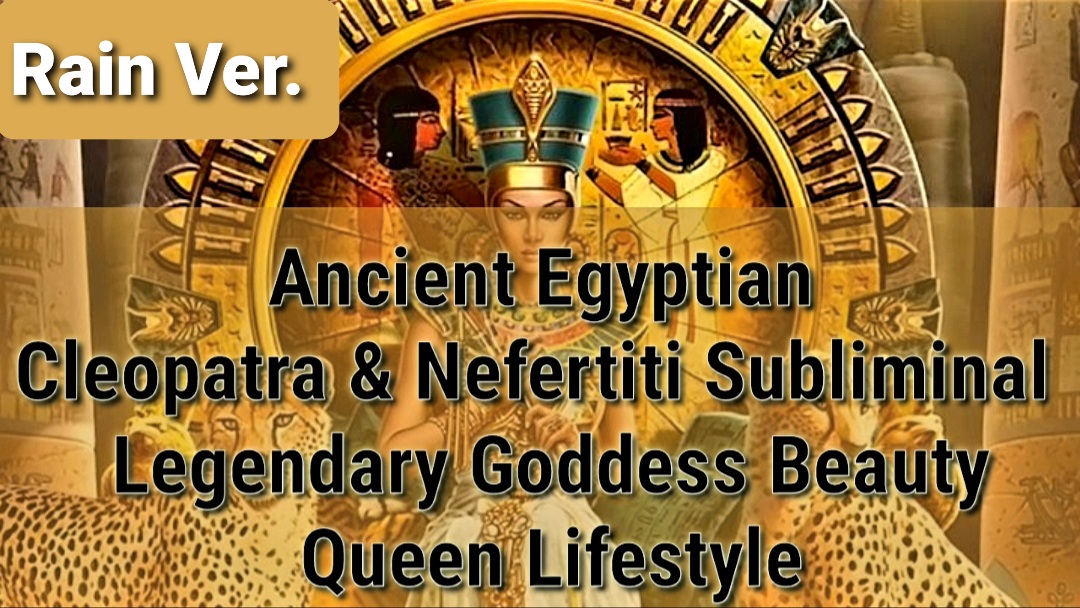 Rain Ver.
Ancient Egyptian
Cleopatra & Nefertiti Subliminal
Legendary Goddess Beauty
Queen Lifestyle